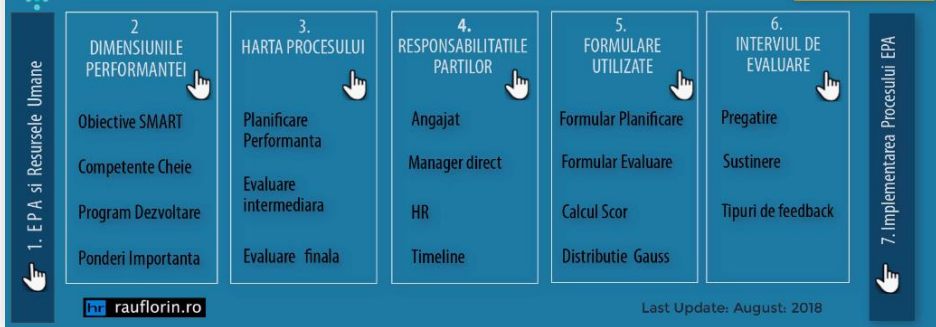 1. E P A si Resursele Umane
2
DIMENSIUNILE
PERFORMANTEI
Obiective SMART
Competente Cheie
Program Dezvoltare
Ponderi Importanta
3.
HARTA PROCESULUI
Planificare
Performanta
Evaluare
intermediara
Evaluare finala
4.
RESPONSABILITATILE
PARTILOR
Angajat
Manager direct
HR
Timeline
5.
FORMULARE
UTILIZATE
Formular Planificare
Formular Evaluare
Calcul Scor
Distributie Gauss
6.
INTERVIUL DE
EVALUARE
Pregatire
Sustinere
Tipuri de feedback
7. Implementarea Procesului EPA
hr rauflorin.ro
Last Update: August: 2018